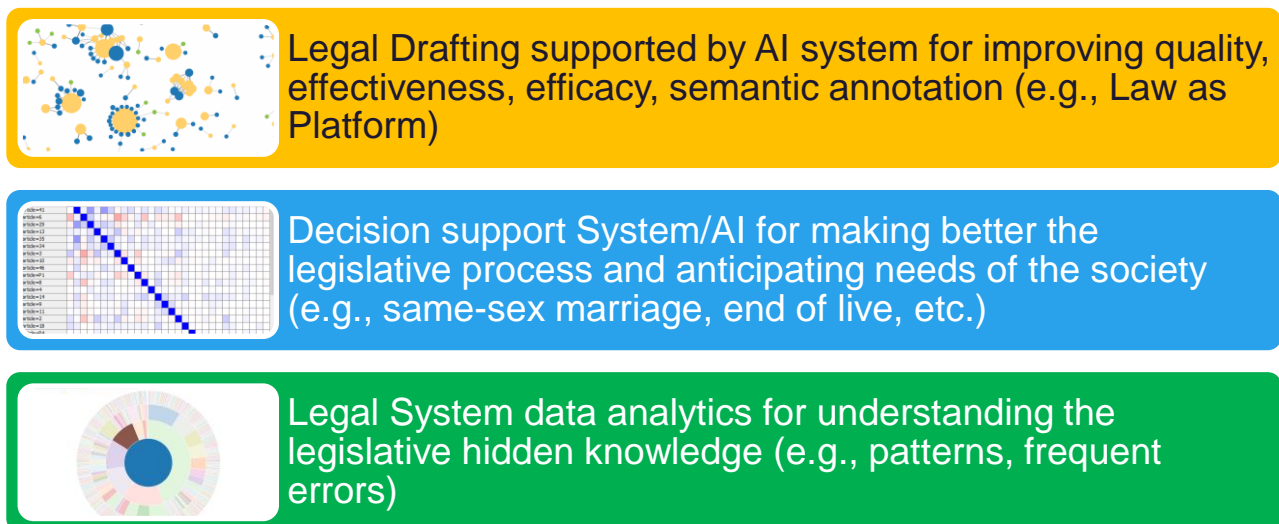 Legal Drafting supported by AI system for improving quality,
effectiveness, efficacy, semantic annotation (e.g., Law as
Platform)
Decision support System/AI for making better the
legislative process and anticipating needs of the society
(e.g., same-sex marriage, end of live, etc.)
Legal System data analytics for understanding the
legislative hidden knowledge (e.g., patterns, frequent
errors)